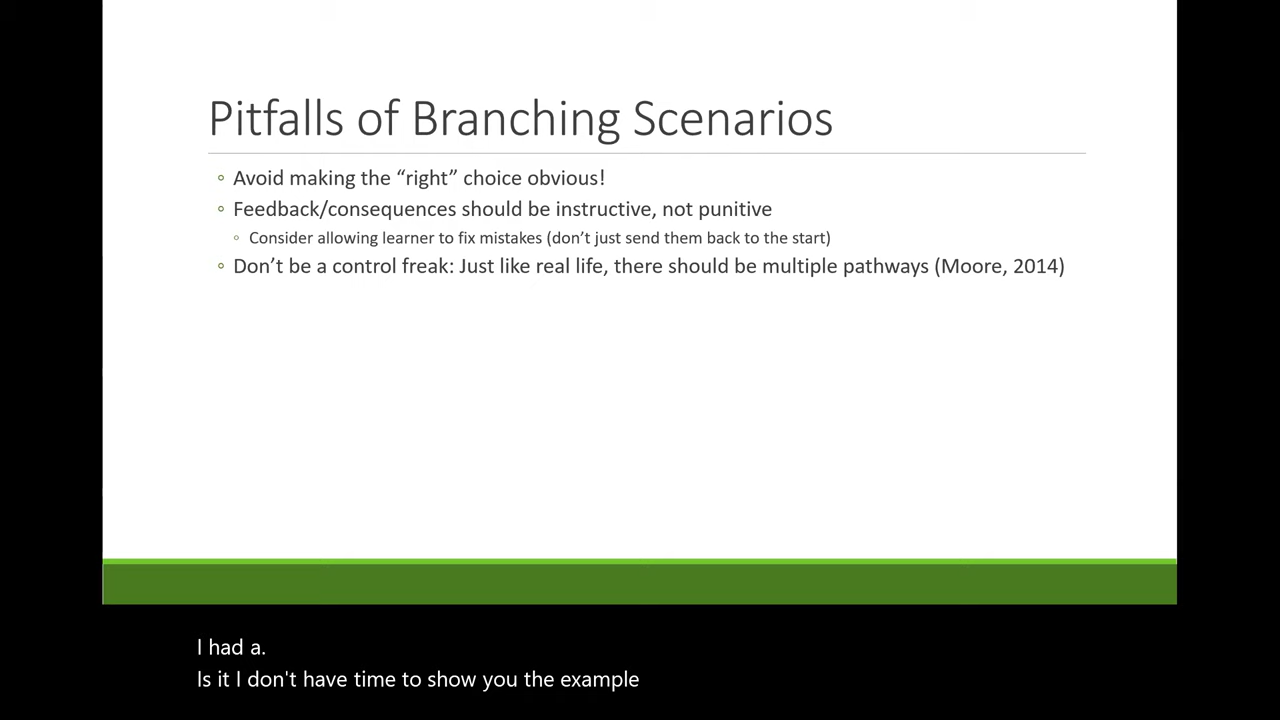 Pitfalls of Branching Scenarios
◦ Avoid making the “right” choice obvious!
◦ Feedback/consequences should be instructive, not punitive
◦ Consider allowing learner to fix mistakes (don’t just send them back to the start)
◦ Don’t be a control freak: Just like real life, there should be multiple pathways (Moore, 2014)
I had a.
Is it I don't have time to show you the example